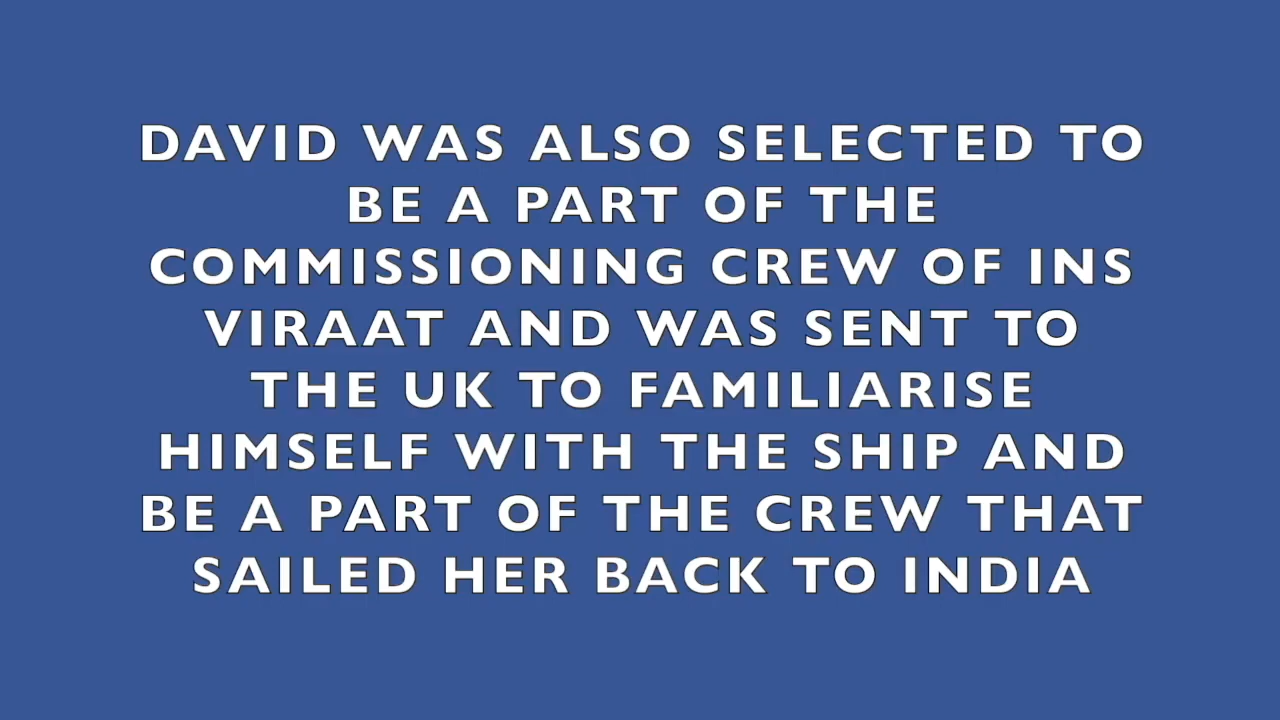 DAVID WAS ALSO SELECTED TO
BE A PART OF THE
COMMISSIONING CREW OF INS
VIRAAT AND WAS SENT TO
THE UK TO FAMILIARISE
HIMSELF WITH THE SHIP AND
BE A PART OF THE CREW THAT
SAILED HER BACK TO INDIA